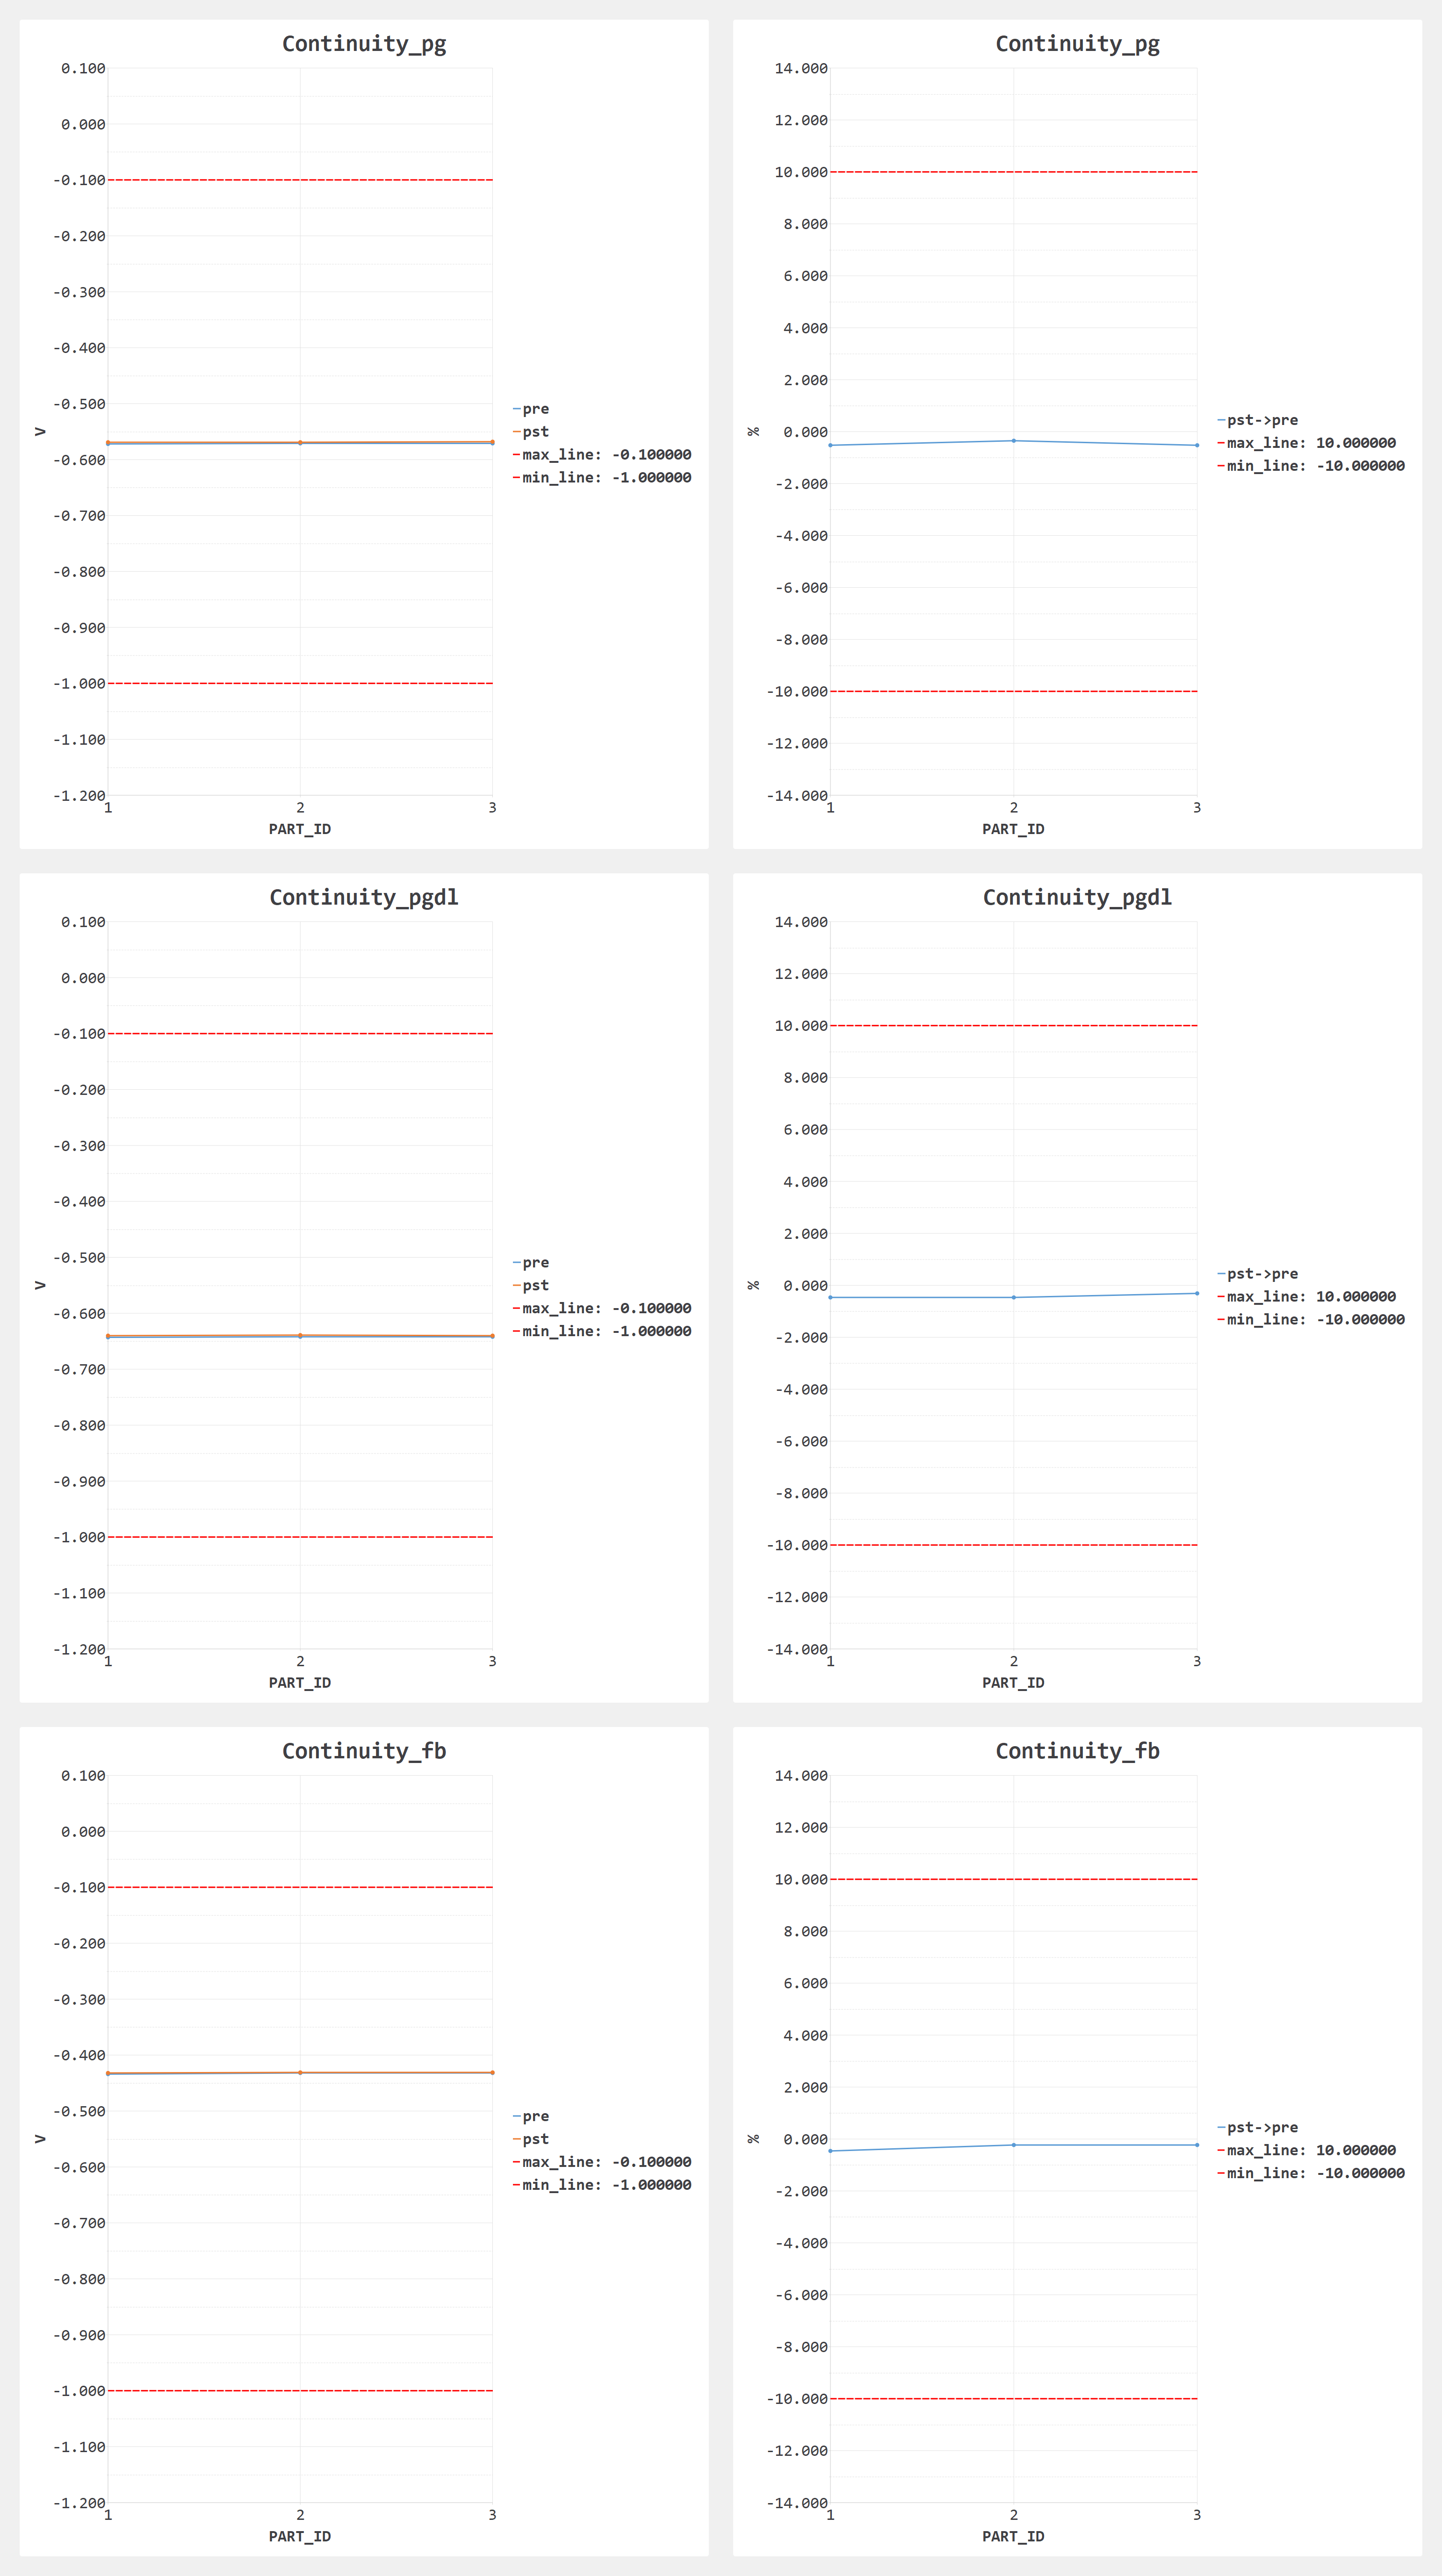 Continuity_pg
0.100
0.000
-0.100
-0.200
-0.300
-0.400
-0.500
-0.600
-0.700
-0.800
-0.900
-1.000
-1.100
-1.200
V
1 2 3
PART_ID
pre
pst
max_line: -0.100000
min_line: -1.000000
Continuity_pg
14.000
12.000
10.000
8.000
6.000
4.000
2.000
0.000
-2.000
-4.000
-6.000
-8.000
-10.000
-12.000
-14.000
%
1 2 3
PART_ID
pst->pre
max_line: 10.000000
min_line: -10.000000
Continuity_pgdl
0.100
0.000
-0.100
-0.200
-0.300
-0.400
-0.500
-0.600
-0.700
-0.800
-0.900
-1.000
-1.100
-1.200
V
1 2 3
PART_ID
pre
pst
max_line: -0.100000
min_line: -1.000000
Continuity_pgdl
14.000
12.000
10.000
8.000
6.000
4.000
2.000
0.000
-2.000
-4.000
-6.000
-8.000
-10.000
-12.000
-14.000
%
1 2 3
PART_ID
pst->pre
max_line: 10.000000
min_line: -10.000000
Continuity_fb
0.100
0.000
-0.100
-0.200
-0.300
-0.400
-0.500
-0.600
-0.700
-0.800
-0.900
-1.000
-1.100
-1.200
V
1 2 3
PART_ID
pre
pst
max_line: -0.100000
min_line: -1.000000
Continuity_fb
14.000
12.000
10.000
8.000
6.000
4.000
2.000
0.000
-2.000
-4.000
-6.000
-8.000
-10.000
-12.000
-14.000
%
1 2 3
PART_ID
pst->pre
max_line: 10.000000
min_line: -10.000000